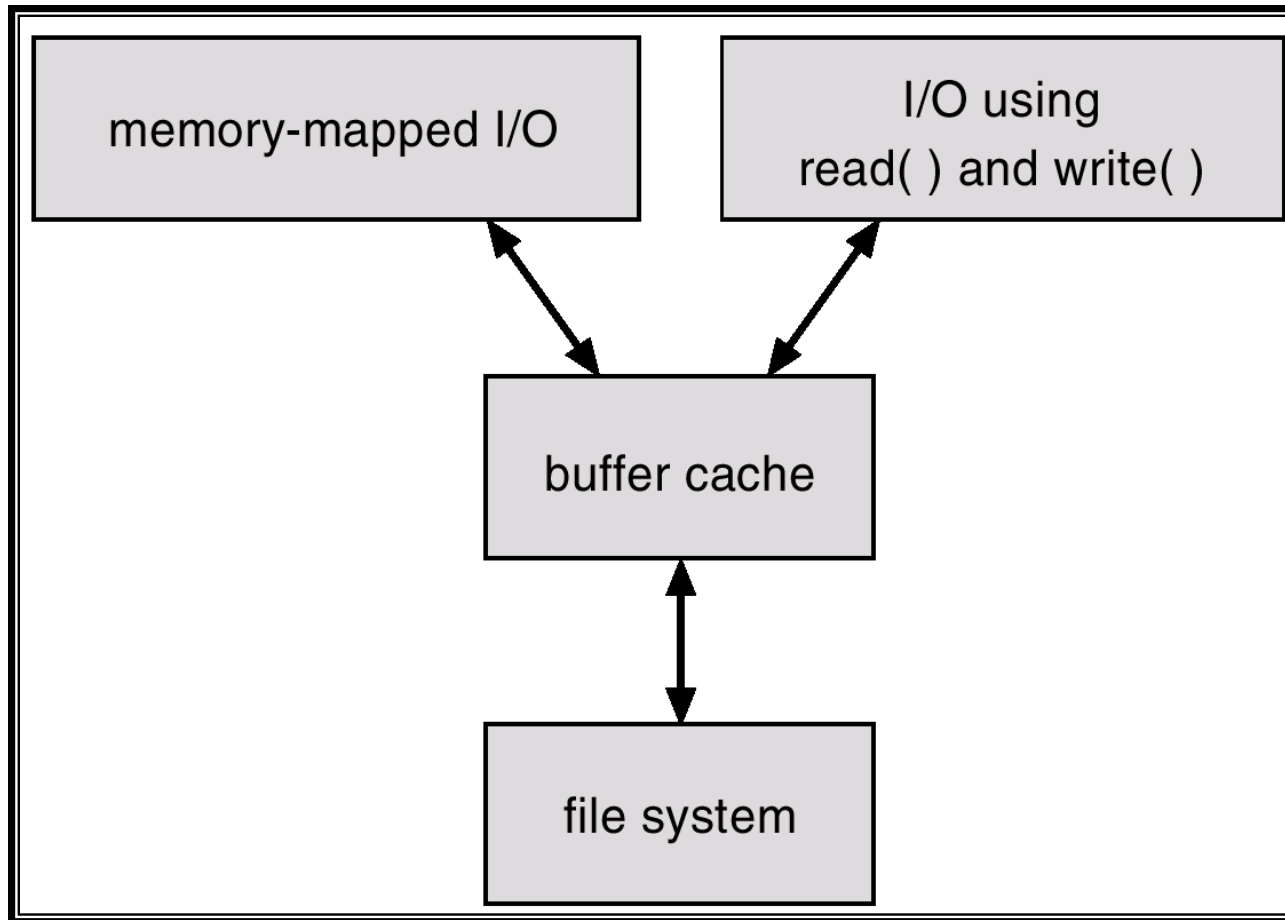 memory-mapped I/O
I/O using
read( ) and write( )
buffer cache
file system